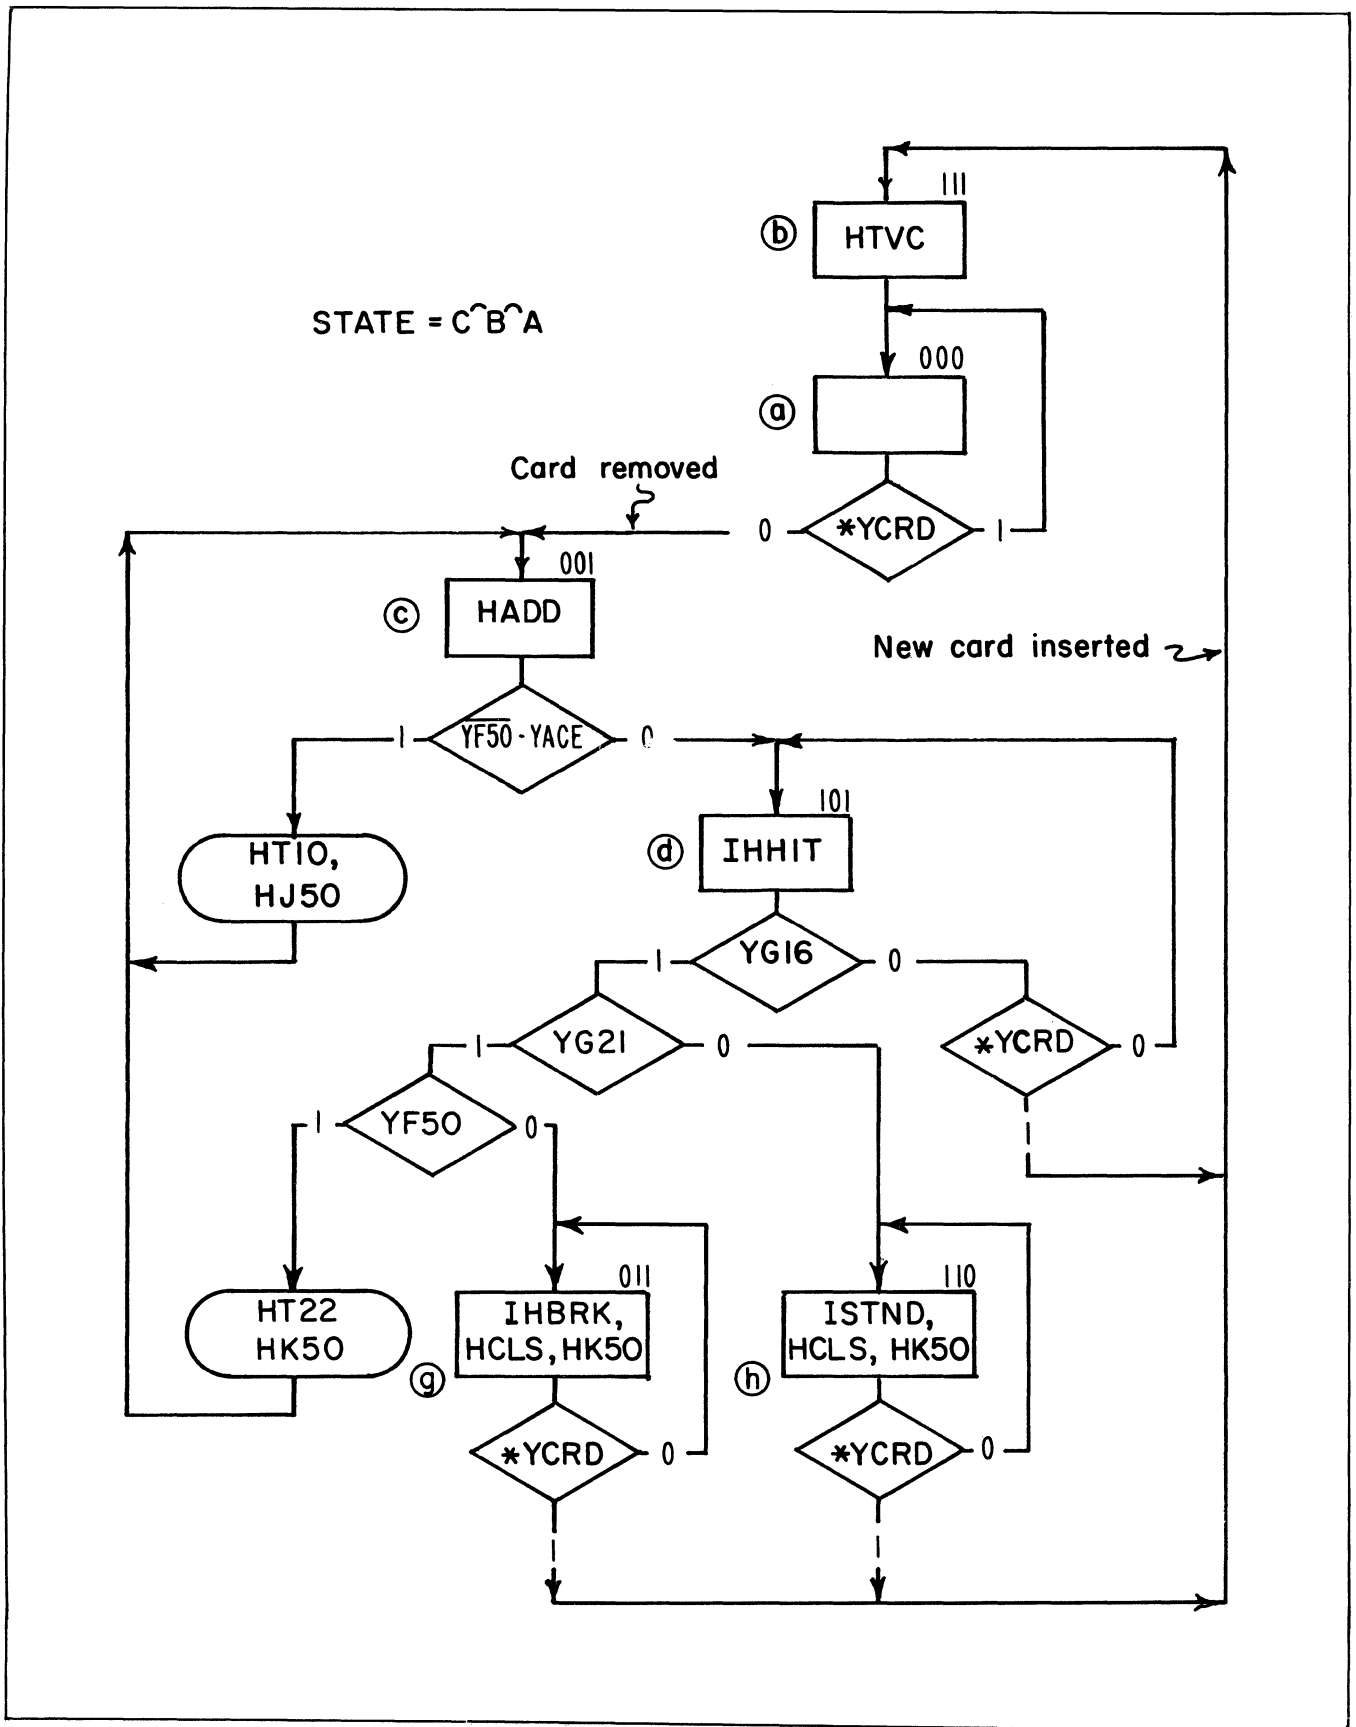 111
ⓑ HTVC
STATE = C⌒B⌒A
000
ⓐ
Card removed
0 *YCRD 1
001
ⓒ HADD
New card inserted
1 Y̅F̅5̅0̅ · YACE 0
101
HT10,
HJ50
ⓓ IHHIT
1 YG16 0
1 YG21 0
*YCRD 0
1 YF50 0
011
110
HT22
HK50
IHBRK,
HCLS, HK50
ⓖ
ISTND,
HCLS, HK50
ⓗ
*YCRD 0
*YCRD 0